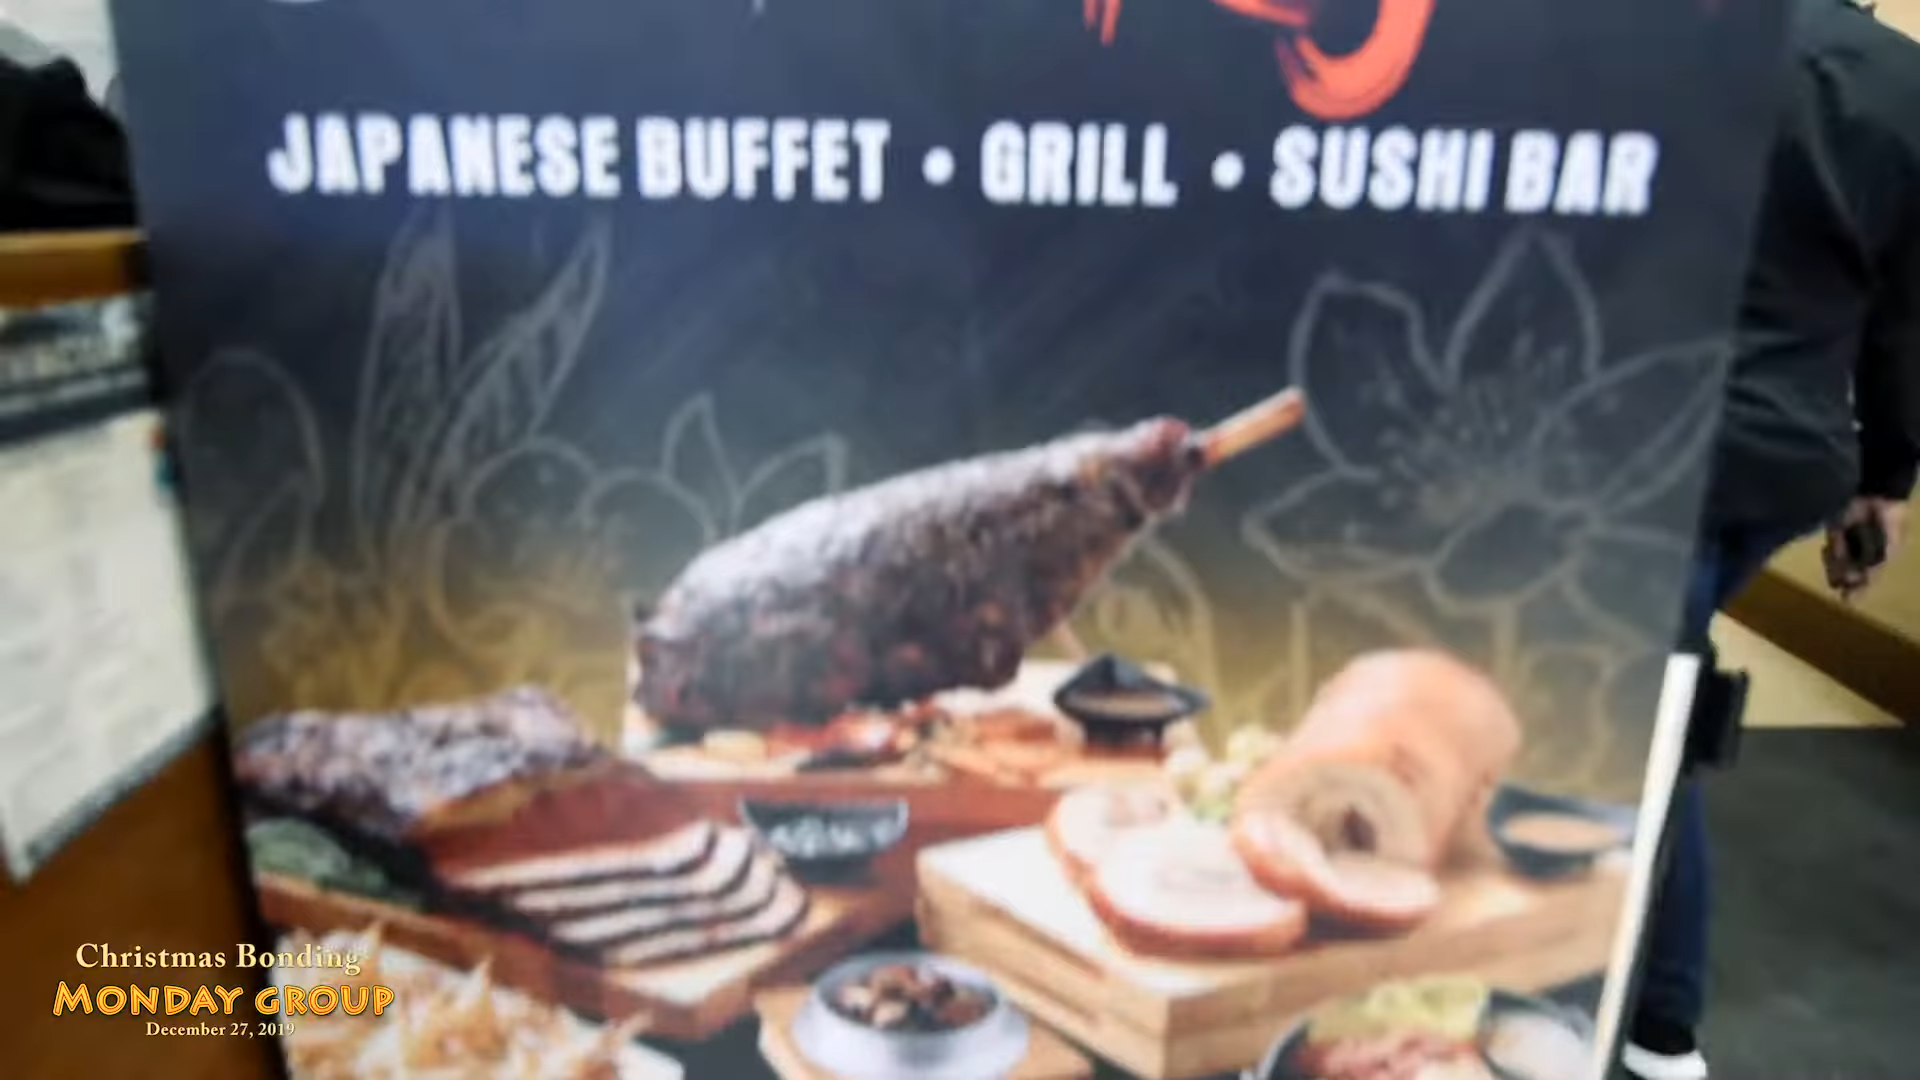 JAPANESE BUFFET • GRILL • SUSHI BAR
Christmas Bonding
MONDAY GROUP
December 27, 2019